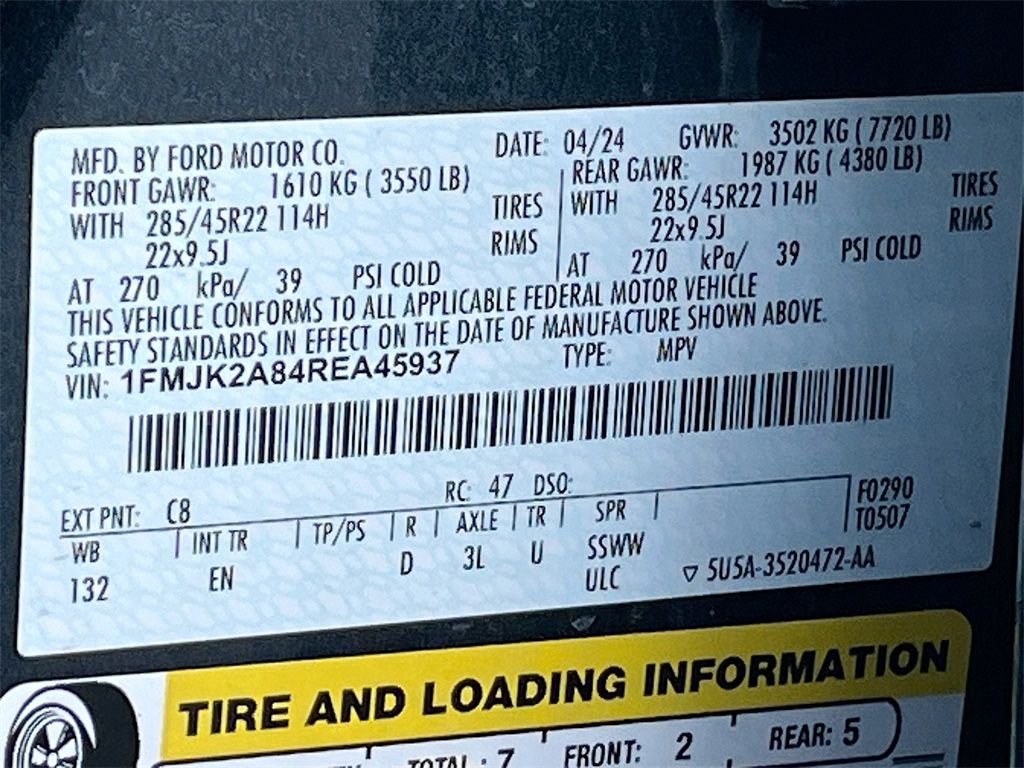 MFD. BY FORD MOTOR CO. DATE: 04/24 GVWR: 3502 KG ( 7720 LB)
FRONT GAWR: 1610 KG ( 3550 LB) REAR GAWR: 1987 KG ( 4380 LB)
WITH 285/45R22 114H TIRES WITH 285/45R22 114H TIRES
22x9.5J RIMS 22x9.5J RIMS
AT 270 kPa/ 39 PSI COLD AT 270 kPa/ 39 PSI COLD
THIS VEHICLE CONFORMS TO ALL APPLICABLE FEDERAL MOTOR VEHICLE
SAFETY STANDARDS IN EFFECT ON THE DATE OF MANUFACTURE SHOWN ABOVE.
VIN: 1FMJK2A84REA45937 TYPE: MPV
EXT PNT: C8 RC: 47 DSO: F0290
WB INT TR TP/PS R AXLE TR SPR T0507
132 EN D 3L U SSWW
ULC 5U5A-3520472-AA
TIRE AND LOADING INFORMATION
TOTAL : 7 FRONT: 2 REAR: 5